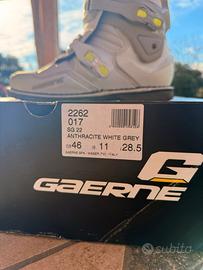 2262
017
SG 22
ANTHRACITE WHITE GREY
46 11 28.5
GAERNE
subito